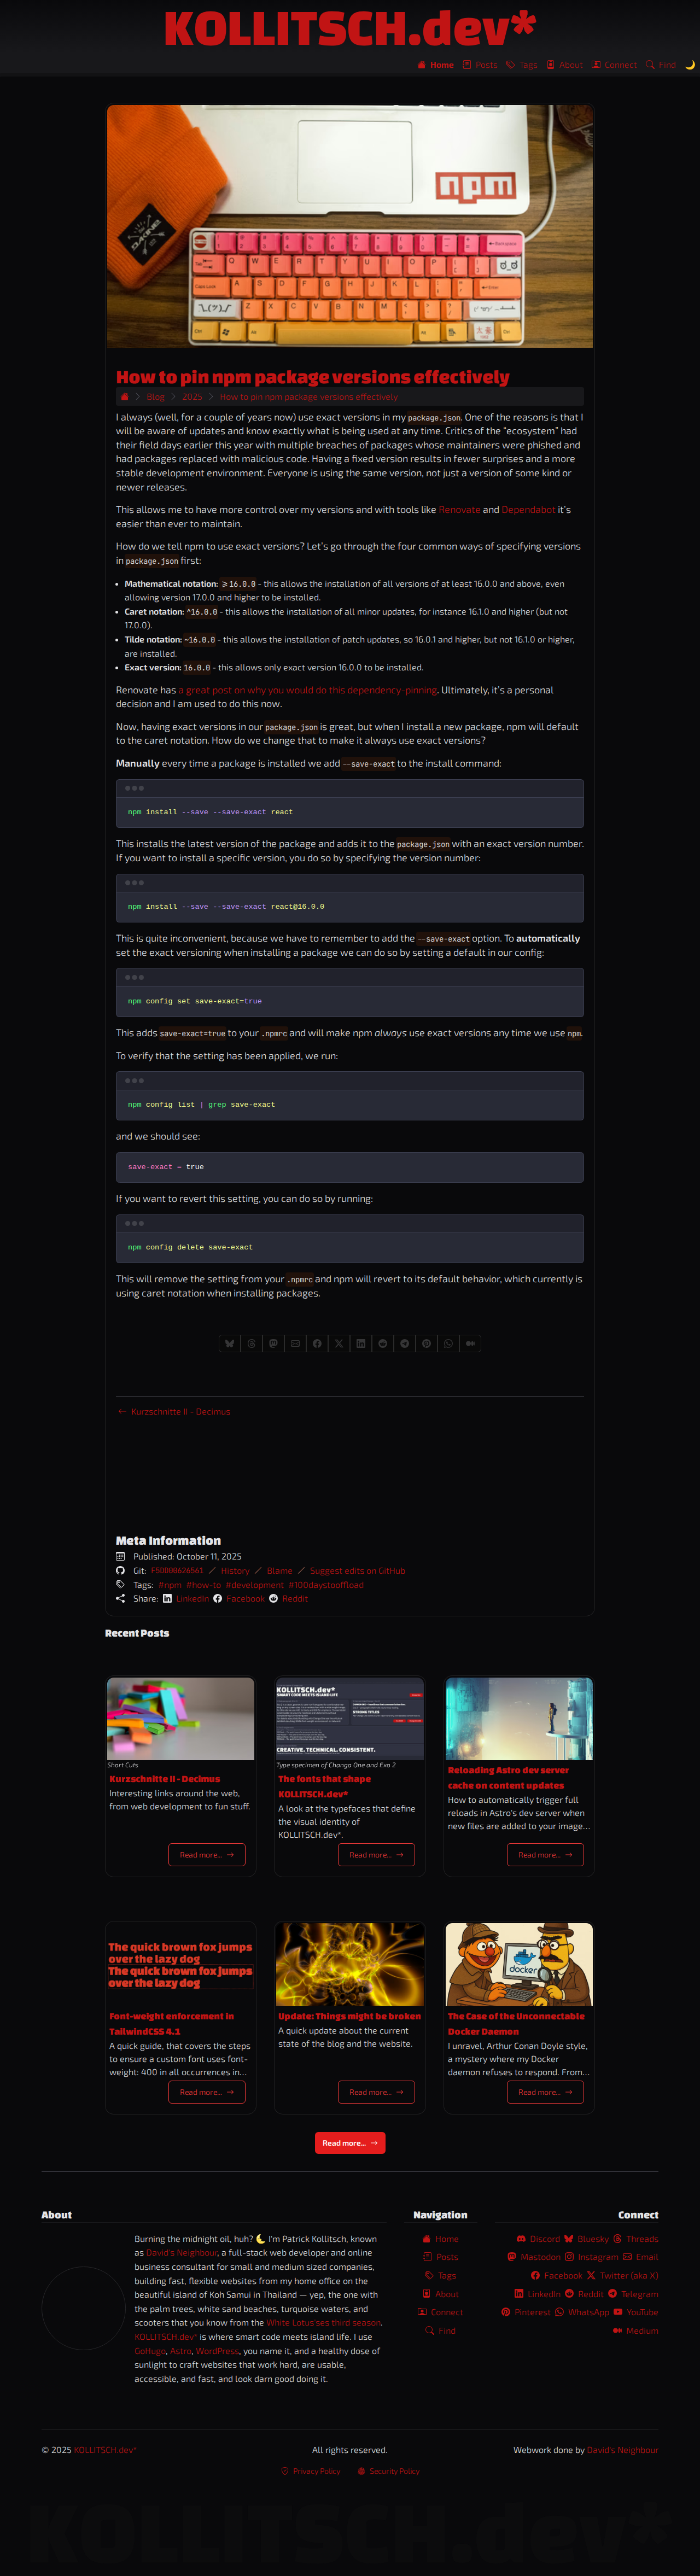 KOLLITSCH.dev*
Home Posts Tags About Connect Find
npm
How to pin npm package versions effectively
Blog 2025 How to pin npm package versions effectively
I always (well, for a couple of years now) use exact versions in my package.json. One of the reasons is that I
will be aware of updates and know exactly what is being used at any time. Critics of the “ecosystem” had
their field days earlier this year with multiple breaches of packages whose maintainers were phished and
had packages replaced with malicious code. Having a fixed version results in fewer surprises and a more
stable development environment. Everyone is using the same version, not just a version of some kind or
newer releases.
This allows me to have more control over my versions and with tools like Renovate and Dependabot it’s
easier than ever to maintain.
How do we tell npm to use exact versions? Let’s go through the four common ways of specifying versions
in package.json first:
• Mathematical notation: >=16.0.0 - this allows the installation of all versions of at least 16.0.0 and above, even
allowing version 17.0.0 and higher to be installed.
• Caret notation: ^16.0.0 - this allows the installation of all minor updates, for instance 16.1.0 and higher (but not
17.0.0).
• Tilde notation: ~16.0.0 - this allows the installation of patch updates, so 16.0.1 and higher, but not 16.1.0 or higher,
are installed.
• Exact version: 16.0.0 - this allows only exact version 16.0.0 to be installed.
Renovate has a great post on why you would do this dependency-pinning. Ultimately, it’s a personal
decision and I am used to do this now.
Now, having exact versions in our package.json is great, but when I install a new package, npm will default
to the caret notation. How do we change that to make it always use exact versions?
Manually every time a package is installed we add --save-exact to the install command:
npm install --save --save-exact react
This installs the latest version of the package and adds it to the package.json with an exact version number.
If you want to install a specific version, you do so by specifying the version number:
npm install --save --save-exact react@16.0.0
This is quite inconvenient, because we have to remember to add the --save-exact option. To automatically
set the exact versioning when installing a package we can do so by setting a default in our config:
npm config set save-exact=true
This adds save-exact=true to your .npmrc and will make npm always use exact versions any time we use npm.
To verify that the setting has been applied, we run:
npm config list | grep save-exact
and we should see:
save-exact = true
If you want to revert this setting, you can do so by running:
npm config delete save-exact
This will remove the setting from your .npmrc and npm will revert to its default behavior, which currently is
using caret notation when installing packages.
← Kurzschnitte II - Decimus
Meta Information
Published: October 11, 2025
Git: F50D00626561 / History / Blame / Suggest edits on GitHub
Tags: #npm #how-to #development #100daystooffload
Share: LinkedIn Facebook Reddit
Recent Posts
Short Cuts
Kurzschnitte II - Decimus
Interesting links around the web,
from web development to fun stuff.
Read more... →
KOLLITSCH.dev*
SMART CODE MEETS ISLAND LIFE
STRONG TITLES
CREATIVE. TECHNICAL. CONSISTENT.
Type specimen of Changa One and Exo 2
The fonts that shape
KOLLITSCH.dev*
A look at the typefaces that define
the visual identity of
KOLLITSCH.dev*.
Read more... →
Reloading Astro dev server
cache on content updates
How to automatically trigger full
reloads in Astro's dev server when
new files are added to your image...
Read more... →
The quick brown fox jumps
over the lazy dog
The quick brown fox jumps
over the lazy dog
Font-weight enforcement in
TailwindCSS 4.1
A quick guide, that covers the steps
to ensure a custom font uses font-
weight: 400 in all occurrences in...
Read more... →
Update: Things might be broken
A quick update about the current
state of the blog and the website.
Read more... →
docker
The Case of the Unconnectable
Docker Daemon
I unravel, Arthur Conan Doyle style,
a mystery where my Docker
daemon refuses to respond. From...
Read more... →
Read more... →
About
Burning the midnight oil, huh? I'm Patrick Kollitsch, known
as David's Neighbour, a full-stack web developer and online
business consultant for small and medium sized companies,
building fast, flexible websites from my home office on the
beautiful island of Koh Samui in Thailand — yep, the one with
the palm trees, white sand beaches, turquoise waters, and
scooters that you know from the White Lotus'ses third season.
KOLLITSCH.dev* is where smart code meets island life. I use
GoHugo, Astro, WordPress, you name it, and a healthy dose of
sunlight to craft websites that work hard, are usable,
accessible, and fast, and look darn good doing it.
Navigation
Home
Posts
Tags
About
Connect
Find
Connect
Discord Bluesky Threads
Mastodon Instagram Email
Facebook Twitter (aka X)
LinkedIn Reddit Telegram
Pinterest WhatsApp YouTube
Medium
© 2025 KOLLITSCH.dev*
All rights reserved.
Webwork done by David's Neighbour
Privacy Policy Security Policy
KOLLITSCH.dev*